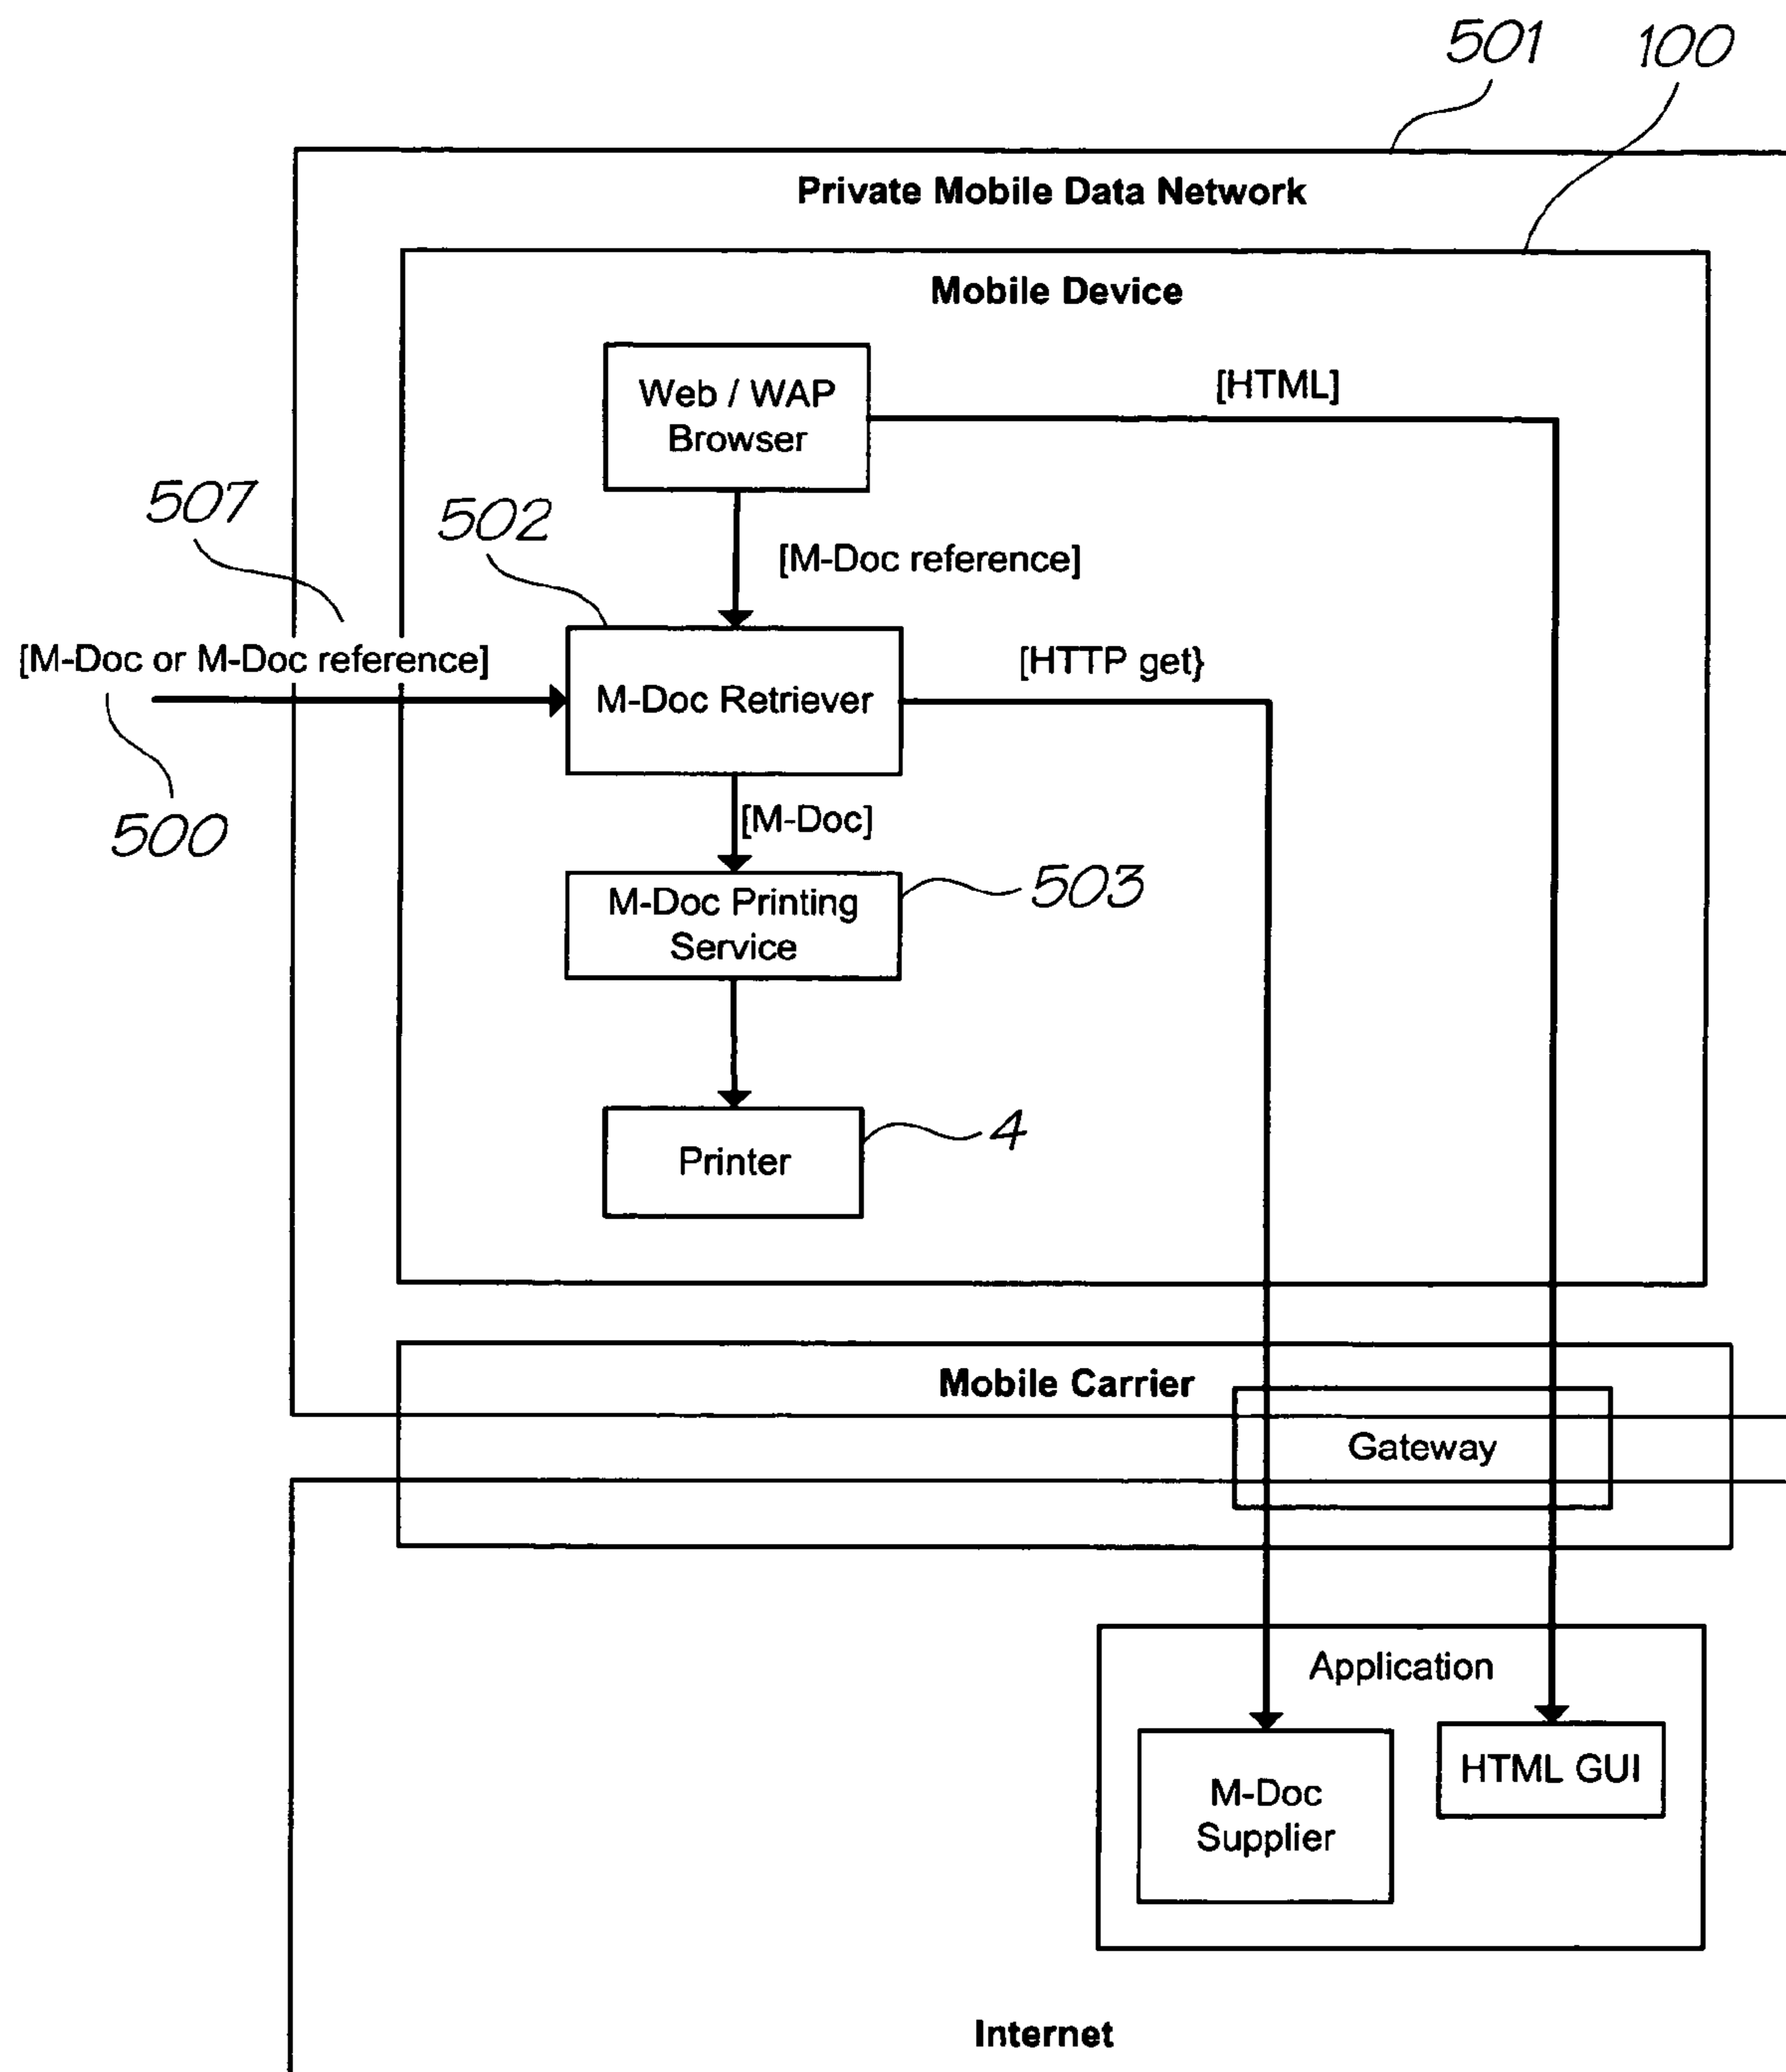 501
100
Private Mobile Data Network
Mobile Device
Web / WAP
Browser
[HTML]
507
502
[M-Doc reference]
[M-Doc or M-Doc reference]
M-Doc Retriever
[HTTP get}
500
[M-Doc]
M-Doc Printing
Service
503
Printer
4
Mobile Carrier
Gateway
Application
M-Doc
Supplier
HTML GUI
Internet